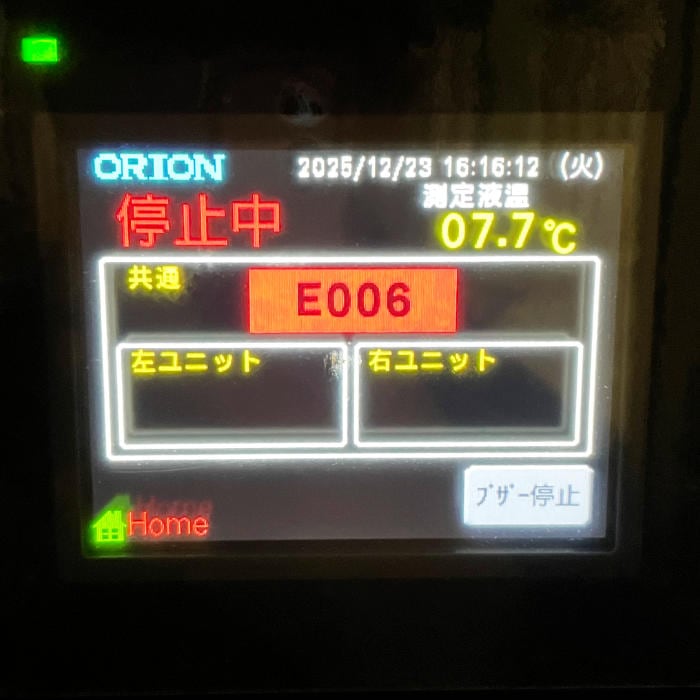 ORION 2025/12/23 16:16:12 (火)
測定液温
停止中 07.7℃
共通
E006
左ユニット 右ユニット
ﾌﾞｻﾞｰ停止
Home